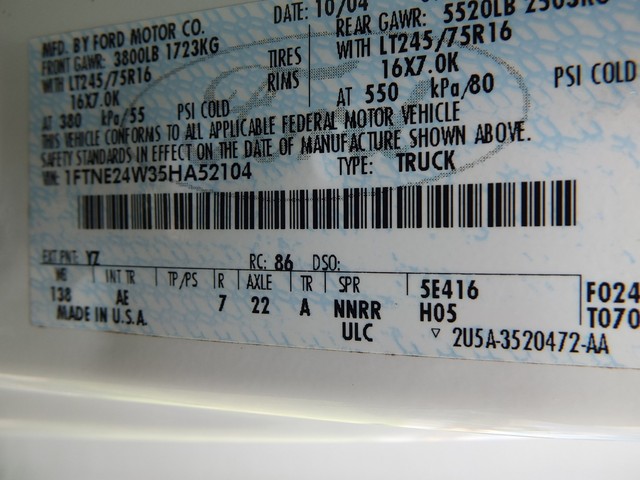 MFD. BY FORD MOTOR CO.
DATE: 10/04
FRONT GAWR: 3800LB 1723KG
REAR GAWR: 5520LB 2503KG
WITH LT245/75R16
TIRES
WITH LT245/75R16
16X7.0K
RIMS
16X7.0K
AT 380 kPa/55 PSI COLD
AT 550 kPa/80 PSI COLD
THIS VEHICLE CONFORMS TO ALL APPLICABLE FEDERAL MOTOR VEHICLE
SAFETY STANDARDS IN EFFECT ON THE DATE OF MANUFACTURE SHOWN ABOVE.
VIN: 1FTNE24W35HA52104
TYPE: TRUCK
EXT PNT: YZ
RC: 86 DSO:
WB INT TR TP/PS R AXLE TR SPR
5E416
F024
138 AE 7 22 A NNRR
H05
T070
MADE IN U.S.A.
ULC
▽ 2U5A-3520472-AA